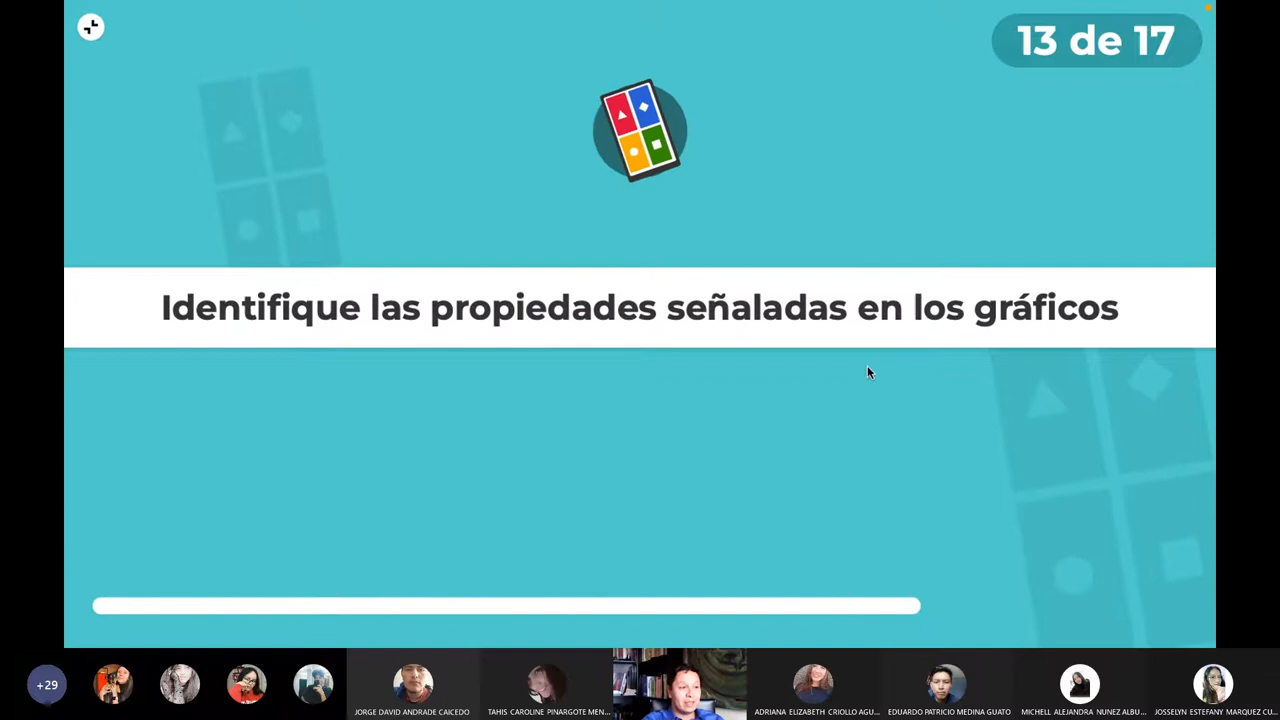 13 de 17
Identifique las propiedades señaladas en los gráficos
+29
JORGE DAVID ANDRADE CAICEDO
TAHIS CAROLINE PINARGOTE MEN...
ADRIANA ELIZABETH CRIOLLO AGU...
EDUARDO PATRICIO MEDINA GUATO
MICHELL ALEJANDRA NUNEZ ALBU...
JOSSELYN ESTEFANY MARQUEZ CU...